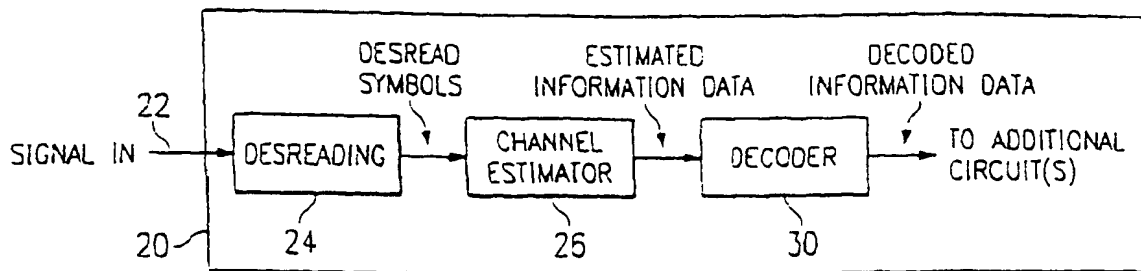 DESREAD
SYMBOLS
ESTIMATED
INFORMATION DATA
DECODED
INFORMATION DATA
22
SIGNAL IN
DESREADING
CHANNEL
ESTIMATOR
DECODER
TO ADDITIONAL
CIRCUIT(S)
20
24
26
30